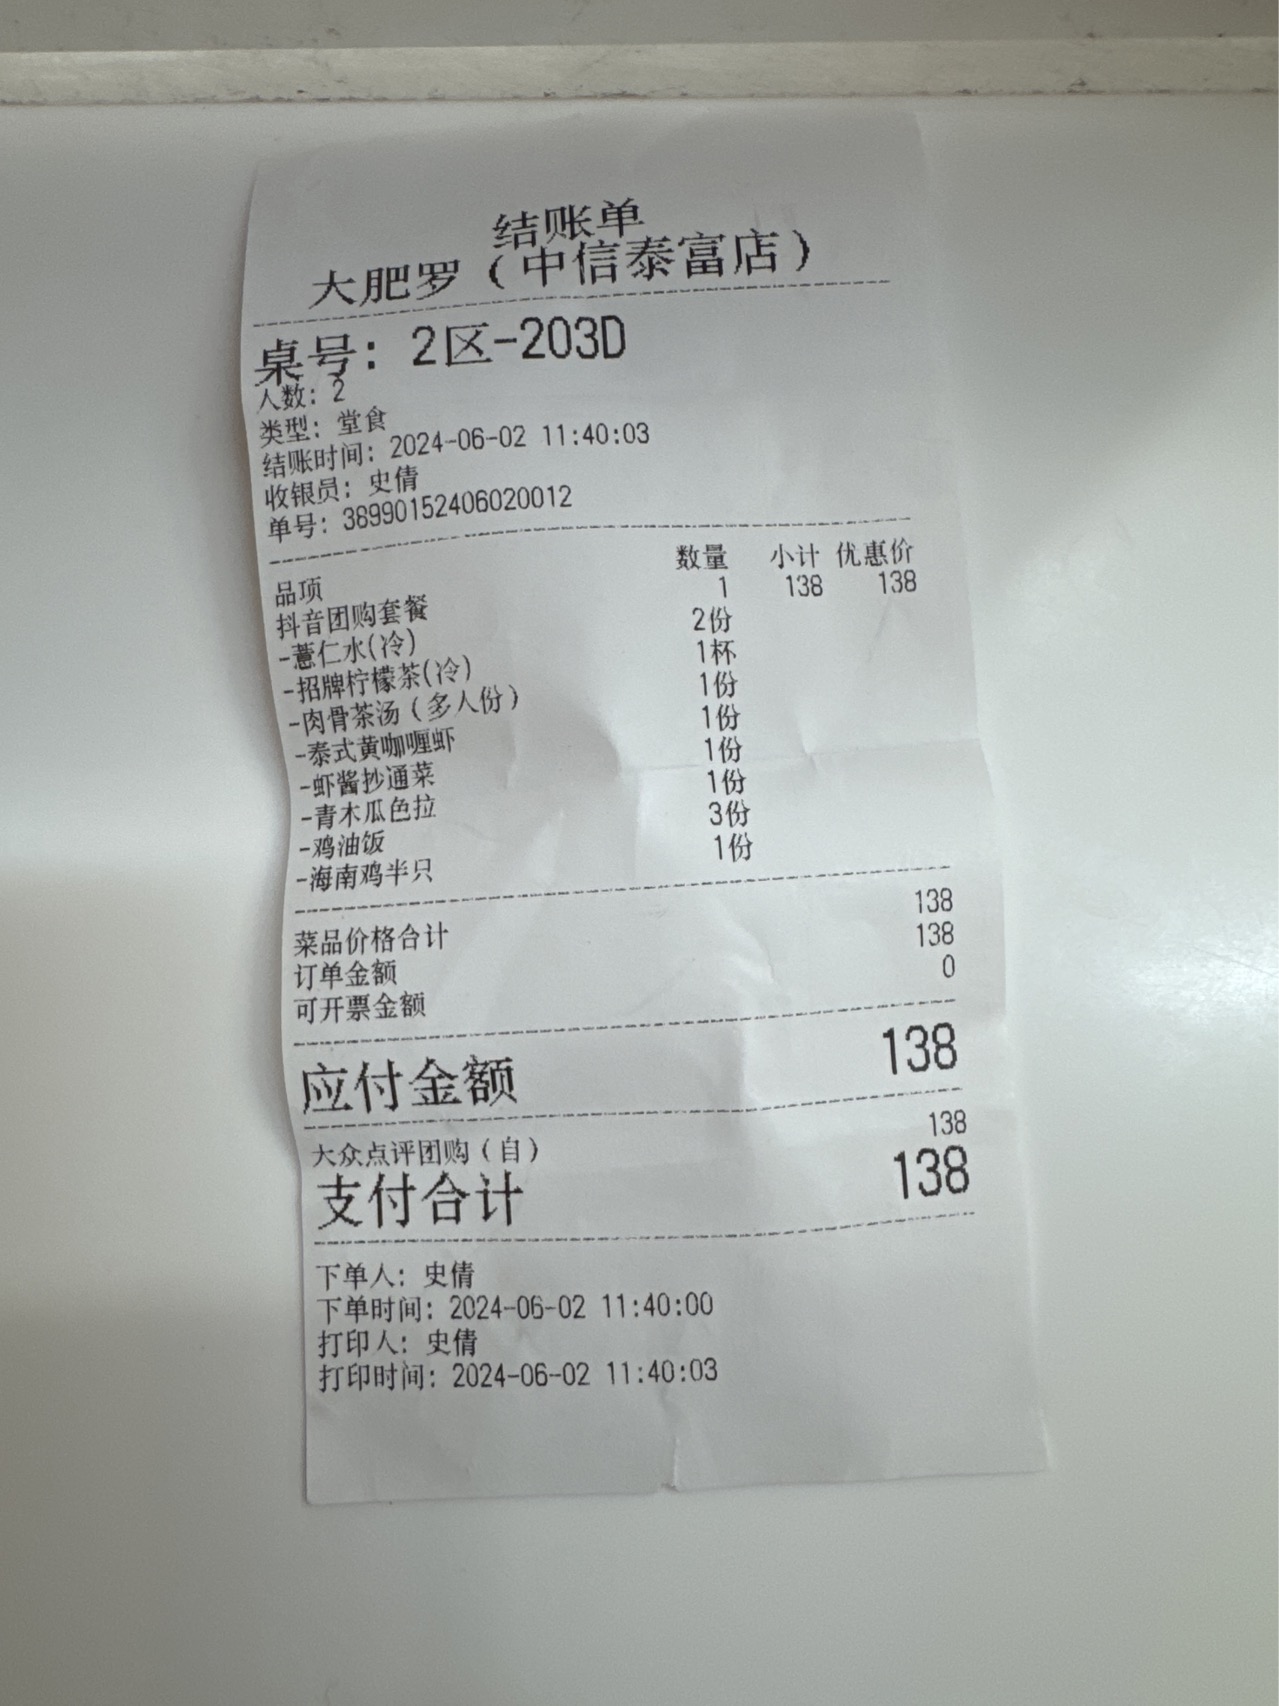 结账单
大肥罗（中信泰富店）
桌号: 2区-203D
人数: 2
类型: 堂食
结账时间: 2024-06-02 11:40:03
收银员: 史倩
单号: 38990152406020012
品项 数量 小计 优惠价
抖音团购套餐 1 138 138
-薏仁水(冷) 2份
-招牌柠檬茶(冷) 1杯
-肉骨茶汤（多人份） 1份
-泰式黄咖喱虾 1份
-虾酱抄通菜 1份
-青木瓜色拉 1份
-鸡油饭 3份
-海南鸡半只 1份
菜品价格合计 138
订单金额 138
可开票金额 0
应付金额 138
大众点评团购（自） 138
支付合计 138
下单人: 史倩
下单时间: 2024-06-02 11:40:00
打印人: 史倩
打印时间: 2024-06-02 11:40:03